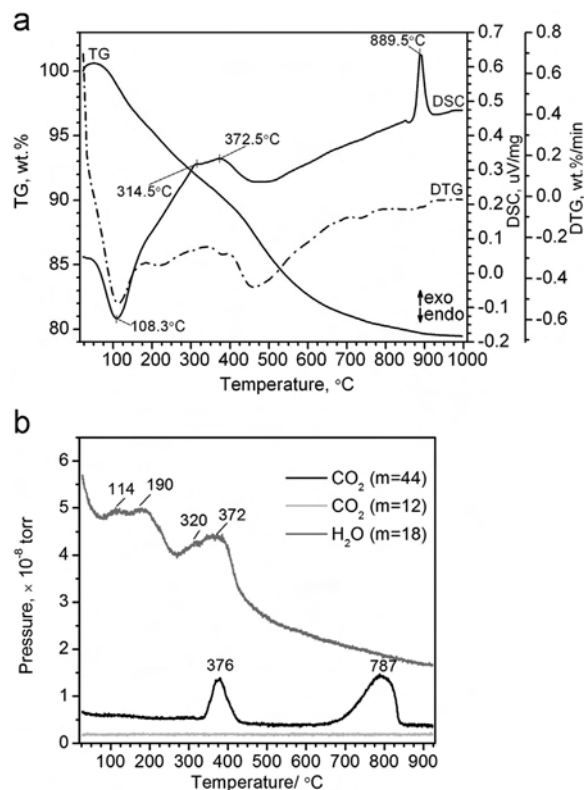 a
TG
889.5°C
DSC
372.5°C
314.5°C
DTG
108.3°C
exo
endo
TG, wt.%
100
95
90
85
80
DSC, uV/mg
0.7
0.6
0.5
0.4
0.3
0.2
0.1
0.0
-0.1
-0.2
DTG, wt.%/min
0.8
0.6
0.4
0.2
0.0
-0.2
-0.4
-0.6
100 200 300 400 500 600 700 800 900 1000
Temperature, °C
b
CO₂ (m=44)
CO₂ (m=12)
H₂O (m=18)
114
190
320
372
376
787
Pressure, × 10⁻⁸ torr
6
5
4
3
2
1
0
100 200 300 400 500 600 700 800 900
Temperature/ °C